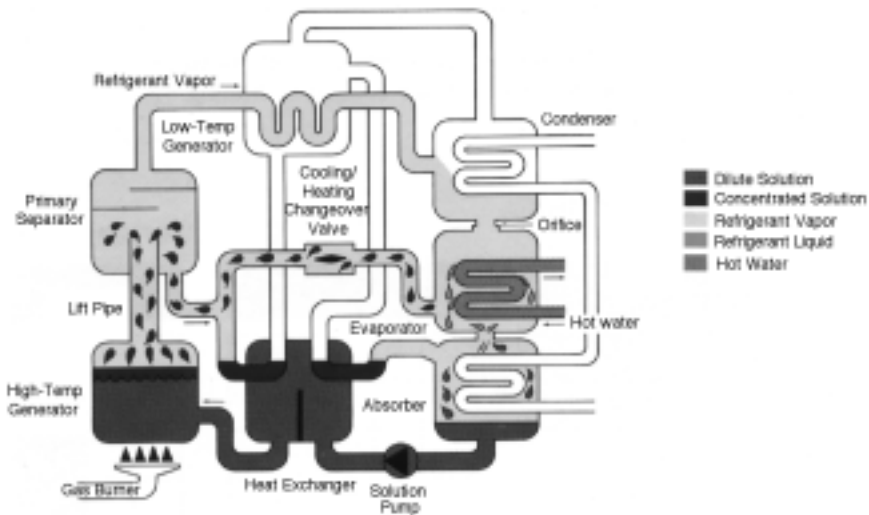 Refrigerant Vapor
Low-Temp
Generator
Primary
Separator
Cooling/
Heating
Changeover
Valve
Condenser
Orifice
Lift Pipe
Evaporator
Hot water
High-Temp
Generator
Absorber
Gas Burner
Heat Exchanger
Solution
Pump
Dilute Solution
Concentrated Solution
Refrigerant Vapor
Refrigerant Liquid
Hot Water